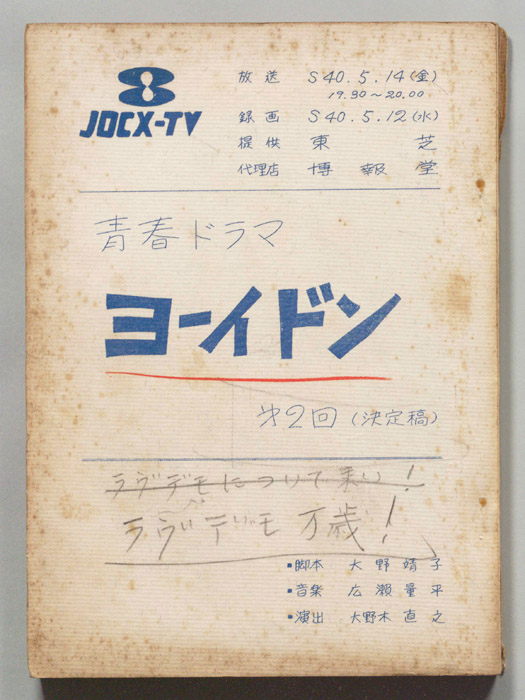 8
JOCX-TV
放送 S40.5.14(金)
19.30〜20.00
録画 S40.5.12(水)
提供 東芝
代理店 博報堂
青春ドラマ
ヨーイドン
才2回(決定稿)
ラヴデモについて来い!
ラヴデモ万歳!
・脚本 大野靖子
・音楽 広瀬量平
・演出 大野木直之